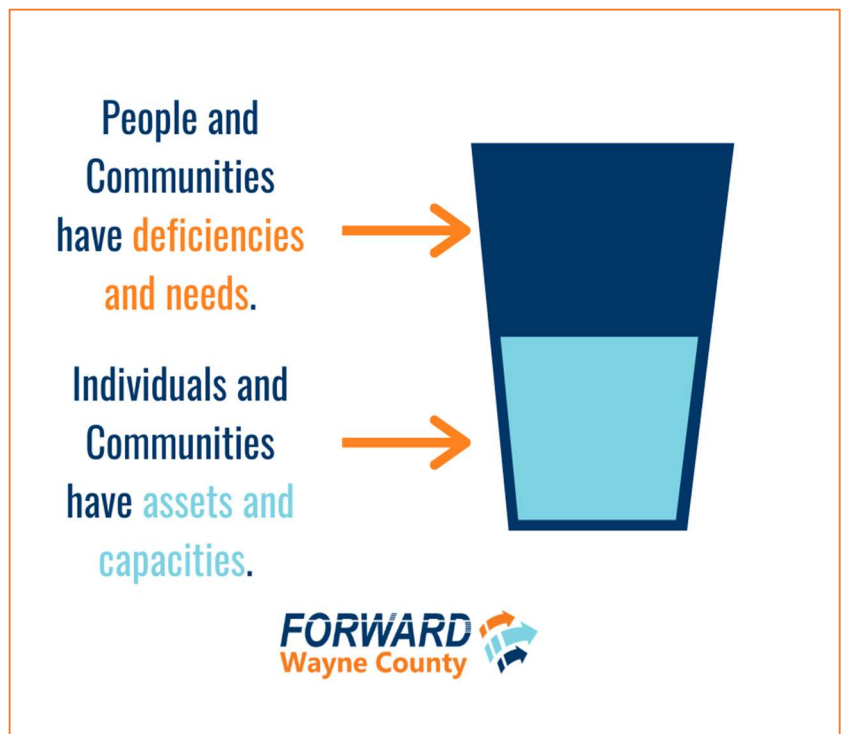 People and
Communities
have deficiencies
and needs.
Individuals and
Communities
have assets and
capacities.
FORWARD
Wayne County